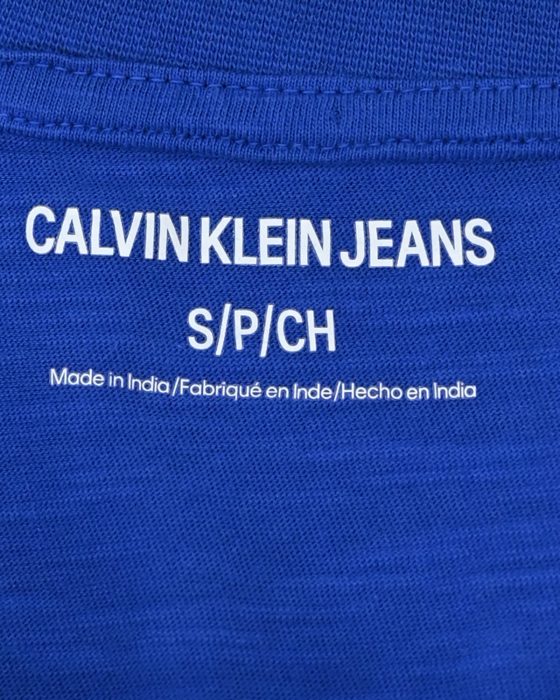 CALVIN KLEIN JEANS
S/P/CH
Made in India/Fabriqué en Inde/Hecho en India